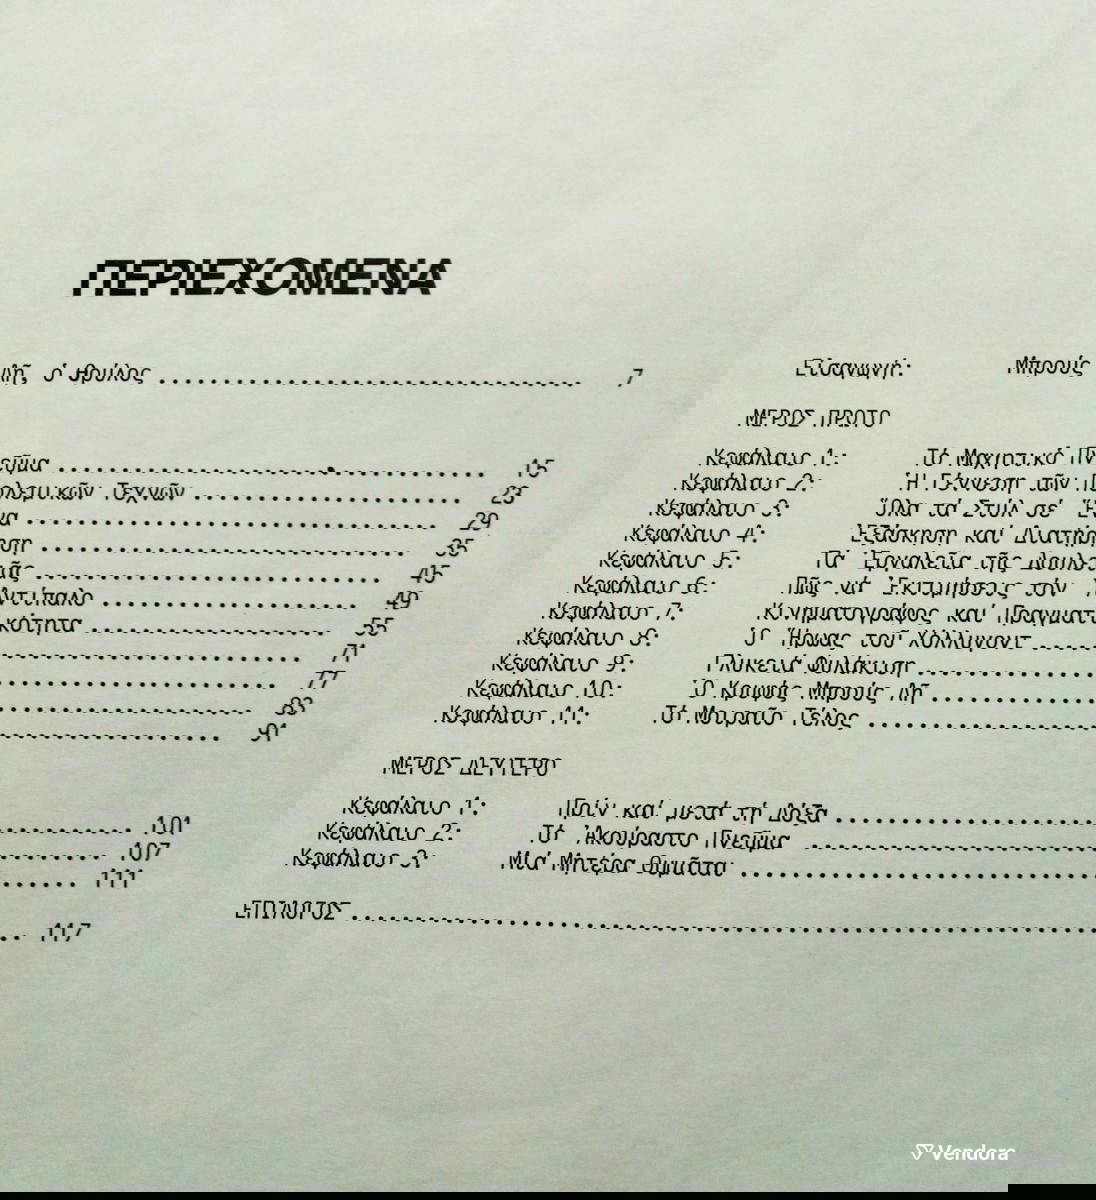 ΠΕΡΙΕΧΟΜΕΝΑ
Εἰσαγωγή: Μπρούς Λῆ, ὁ Θρύλος ........ 7
ΜΕΡΟΣ ΠΡΩΤΟ
Κεφάλαιο 1: Τό Μαχητικό Πνεῦμα ........ 15
Κεφάλαιο 2: Ἡ Γέννεση τῶν Πολεμικῶν Τεχνῶν ........ 23
Κεφάλαιο 3: Ὅλα τά Στύλ σέ Ἕνα ........ 29
Κεφάλαιο 4: Ἐξάσκηση καί Διατήρηση ........ 35
Κεφάλαιο 5: Τά Ἐργαλεῖα τῆς Δουλειᾶς ........ 45
Κεφάλαιο 6: Πῶς νά Ἐκτιμήσεις τόν Ἀντίπαλο ........ 49
Κεφάλαιο 7: Κινηματογράφος καί Πραγματικότητα ........ 55
Κεφάλαιο 8: Ὁ Ἥρωας τοῦ Χόλλυγουντ ........ 71
Κεφάλαιο 9: Γλυκειά Φυλάκιση ........ 77
Κεφάλαιο 10: Ὁ Κρυφός Μπρούς Λῆ ........ 83
Κεφάλαιο 11: Τό Μοιραῖο Τέλος ........ 91
ΜΕΡΟΣ ΔΕΥΤΕΡΟ
Κεφάλαιο 1: Πρίν καί μετά τή Δόξα ........ 101
Κεφάλαιο 2: Τό Ἀκούραστο Πνεῦμα ........ 107
Κεφάλαιο 3: Μιά Μητέρα Θυμᾶται ........ 111
ΕΠΙΛΟΓΟΣ ........ 117
Vendora